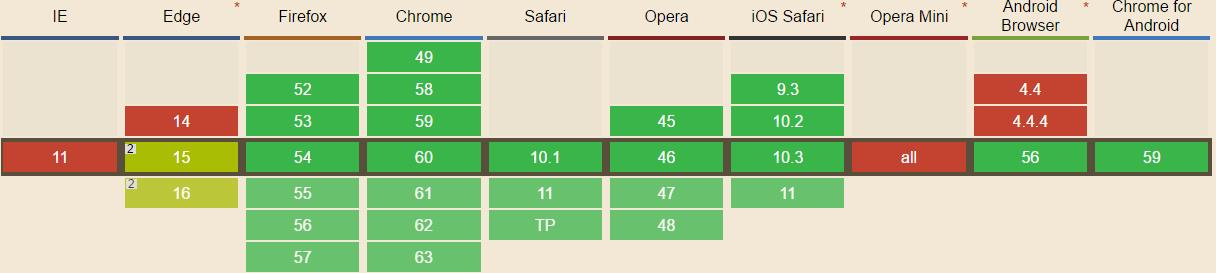 IE Edge * Firefox Chrome Safari Opera iOS Safari * Opera Mini * Android Browser * Chrome for Android
49
52 58 9.3 4.4
14 53 59 45 10.2 4.4.4
11 2 15 54 60 10.1 46 10.3 all 56 59
2 16 55 61 11 47 11
56 62 TP 48
57 63